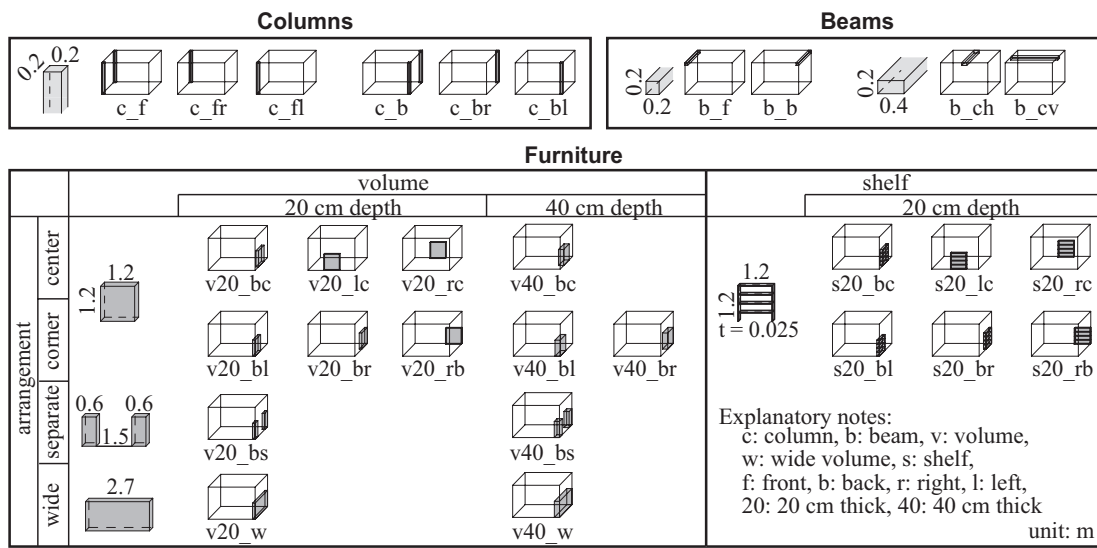 Columns
0.2 0.2
c_f
c_fr
c_fl
c_b
c_br
c_bl
Beams
0.2
0.2
b_f
b_b
0.2
0.4
b_ch
b_cv
Furniture
volume
shelf
20 cm depth
40 cm depth
20 cm depth
arrangement
center
1.2
1.2
v20_bc
v20_lc
v20_rc
v40_bc
1.2
1.2
t = 0.025
s20_bc
s20_lc
s20_rc
corner
v20_bl
v20_br
v20_rb
v40_bl
v40_br
s20_bl
s20_br
s20_rb
separate
0.6
0.6
1.5
v20_bs
v40_bs
wide
2.7
v20_w
v40_w
Explanatory notes:
c: column, b: beam, v: volume,
w: wide volume, s: shelf,
f: front, b: back, r: right, l: left,
20: 20 cm thick, 40: 40 cm thick
unit: m